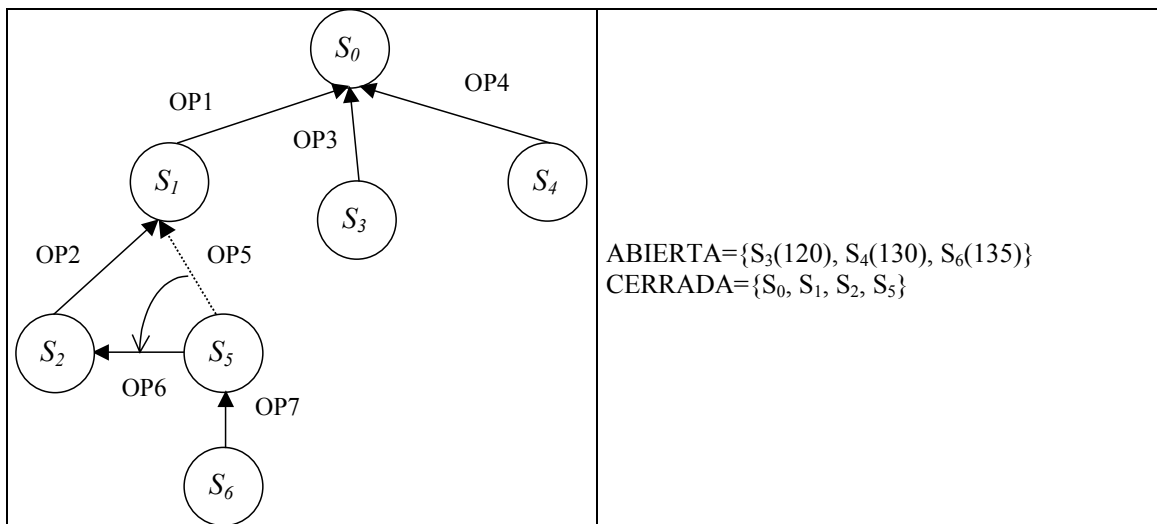 S0
OP4
OP1
OP3
S1
S4
S3
OP2
OP5
ABIERTA={S3(120), S4(130), S6(135)}
CERRADA={S0, S1, S2, S5}
S2
S5
OP6
OP7
S6